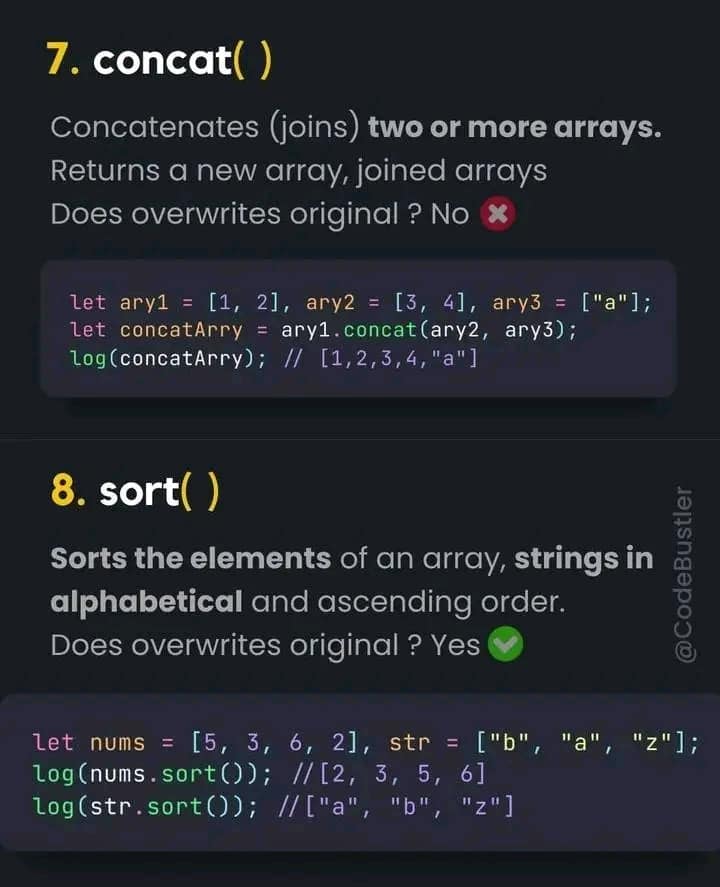 7. concat( )
Concatenates (joins) two or more arrays.
Returns a new array, joined arrays
Does overwrites original ? No
let ary1 = [1, 2], ary2 = [3, 4], ary3 = ["a"];
let concatArry = ary1.concat(ary2, ary3);
log(concatArry); // [1,2,3,4,"a"]
8. sort( )
Sorts the elements of an array, strings in
alphabetical and ascending order.
Does overwrites original ? Yes
@CodeBustler
let nums = [5, 3, 6, 2], str = ["b", "a", "z"];
log(nums.sort()); //[2, 3, 5, 6]
log(str.sort()); //["a", "b", "z"]